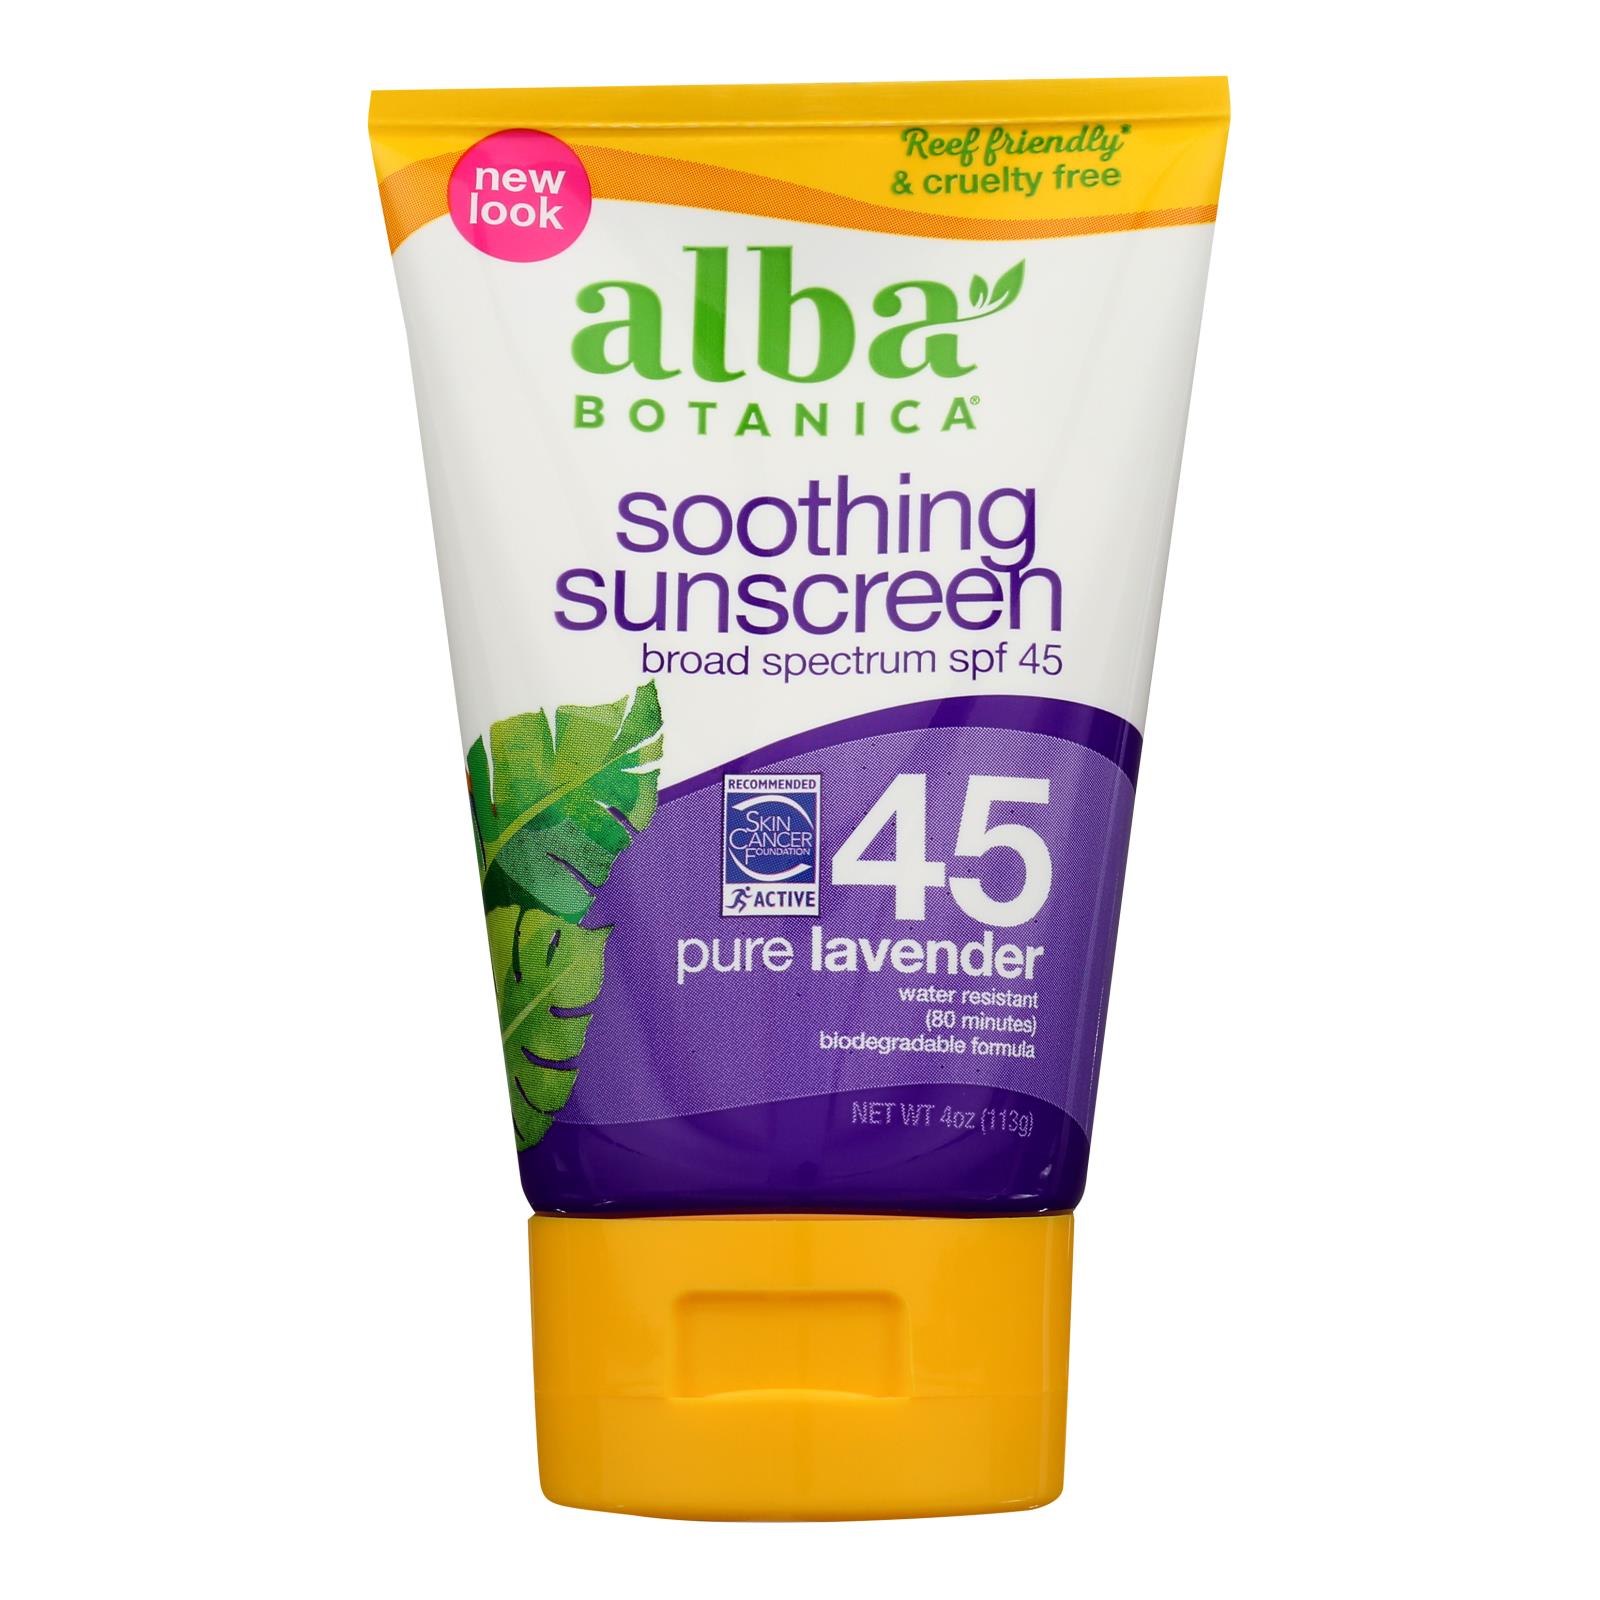 Reef friendly*
& cruelty free
new
look
alba
BOTANICA®
soothing
sunscreen
broad spectrum spf 45
RECOMMENDED
SKIN
CANCER
FOUNDATION
ACTIVE
45
pure lavender
water resistant
(80 minutes)
biodegradable formula
NET WT 4oz (113g)